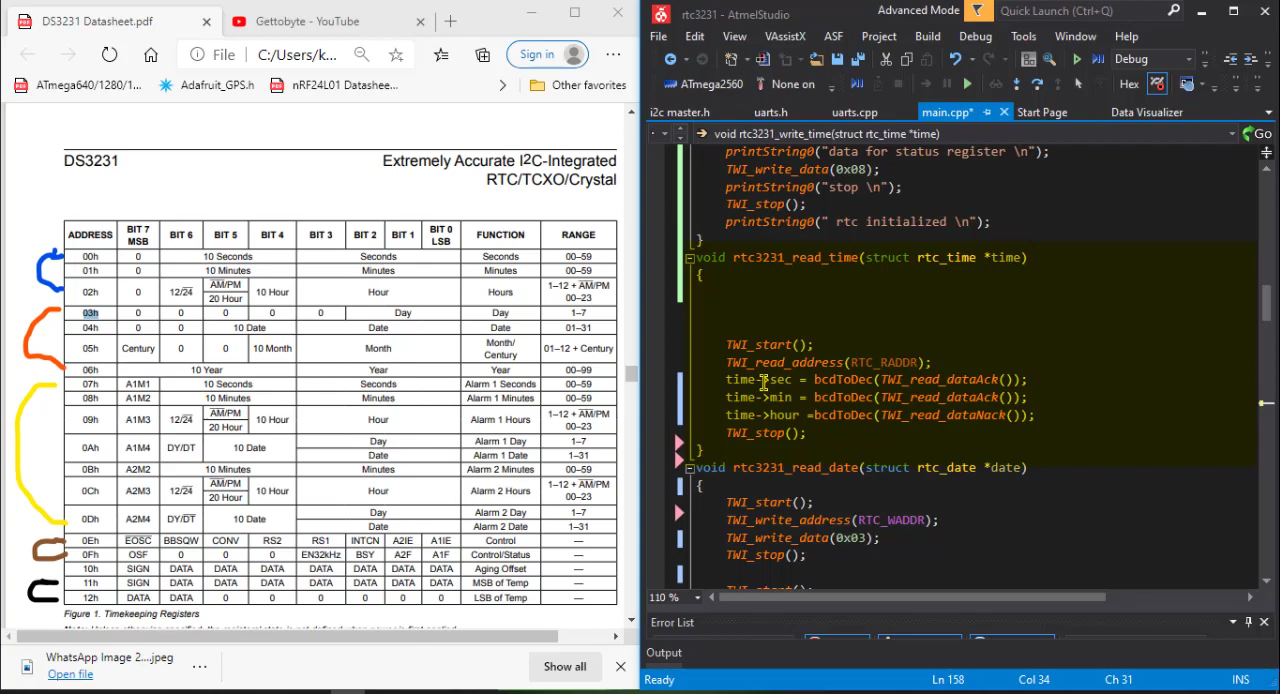 DS3231 Datasheet.pdf
Gettobyte - YouTube
File C:/Users/k...
Sign in
ATmega640/1280/1... Adafruit_GPS.h nRF24L01 Datashee... Other favorites
DS3231 Extremely Accurate I2C-Integrated
RTC/TCXO/Crystal
ADDRESS BIT 7 MSB BIT 6 BIT 5 BIT 4 BIT 3 BIT 2 BIT 1 BIT 0 LSB FUNCTION RANGE
00h 0 10 Seconds Seconds Seconds 00–59
01h 0 10 Minutes Minutes Minutes 00–59
02h 0 12/24 AM/PM 20 Hour 10 Hour Hour Hours 1–12 + AM/PM 00–23
03h 0 0 0 0 0 Day Day 1–7
04h 0 0 10 Date Date Date 01–31
05h Century 0 0 10 Month Month Month/ Century 01–12 + Century
06h 10 Year Year Year 00–99
07h A1M1 10 Seconds Seconds Alarm 1 Seconds 00–59
08h A1M2 10 Minutes Minutes Alarm 1 Minutes 00–59
09h A1M3 12/24 AM/PM 20 Hour 10 Hour Hour Alarm 1 Hours 1–12 + AM/PM 00–23
0Ah A1M4 DY/DT 10 Date Day Alarm 1 Day 1–7
Date Alarm 1 Date 1–31
0Bh A2M2 10 Minutes Minutes Alarm 2 Minutes 00–59
0Ch A2M3 12/24 AM/PM 20 Hour 10 Hour Hour Alarm 2 Hours 1–12 + AM/PM 00–23
0Dh A2M4 DY/DT 10 Date Day Alarm 2 Day 1–7
Date Alarm 2 Date 1–31
0Eh EOSC BBSQW CONV RS2 RS1 INTCN A2IE A1IE Control —
0Fh OSF 0 0 0 EN32kHz BSY A2F A1F Control/Status —
10h SIGN DATA DATA DATA DATA DATA DATA DATA Aging Offset —
11h SIGN DATA DATA DATA DATA DATA DATA DATA MSB of Temp —
12h DATA DATA 0 0 0 0 0 0 LSB of Temp —
Figure 1. Timekeeping Registers
WhatsApp Image 2....jpeg
Open file
Show all
rtc3231 - AtmelStudio Advanced Mode Quick Launch (Ctrl+Q)
File Edit View VAssistX ASF Project Build Debug Tools Window Help
Debug
ATmega2560 None on Hex
i2c master.h uarts.h uarts.cpp main.cpp* Start Page Data Visualizer
void rtc3231_write_time(struct rtc_time *time) Go
printString0("data for status register \n");
TWI_write_data(0x08);
printString0("stop \n");
TWI_stop();
printString0(" rtc initialized \n");
}
void rtc3231_read_time(struct rtc_time *time)
{
TWI_start();
TWI_read_address(RTC_RADDR);
time->sec = bcdToDec(TWI_read_dataAck());
time->min = bcdToDec(TWI_read_dataAck());
time->hour =bcdToDec(TWI_read_dataNack());
TWI_stop();
}
void rtc3231_read_date(struct rtc_date *date)
{
TWI_start();
TWI_write_address(RTC_WADDR);
TWI_write_data(0x03);
TWI_stop();
110 %
Error List
Output
Ready Ln 158 Col 34 Ch 31 INS